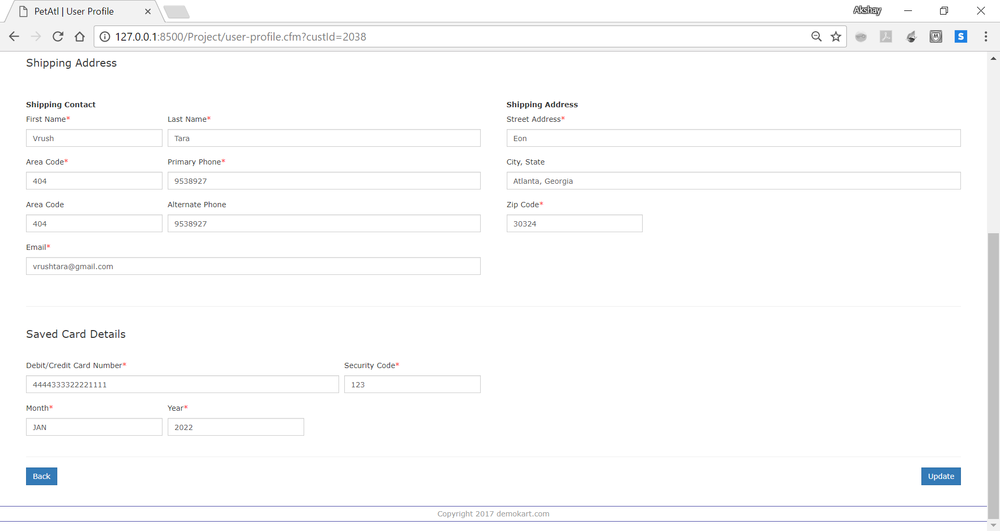 PetAtl | User Profile
Akshay
127.0.0.1:8500/Project/user-profile.cfm?custId=2038
S
Shipping Address
Shipping Contact
Shipping Address
First Name*
Last Name*
Street Address*
Vrush
Tara
Eon
Area Code*
Primary Phone*
City, State
404
9538927
Atlanta, Georgia
Area Code
Alternate Phone
Zip Code*
404
9538927
30324
Email*
vrushtara@gmail.com
Saved Card Details
Debit/Credit Card Number*
Security Code*
4444333322221111
123
Month*
Year*
JAN
2022
Back
Update
Copyright 2017 demokart.com